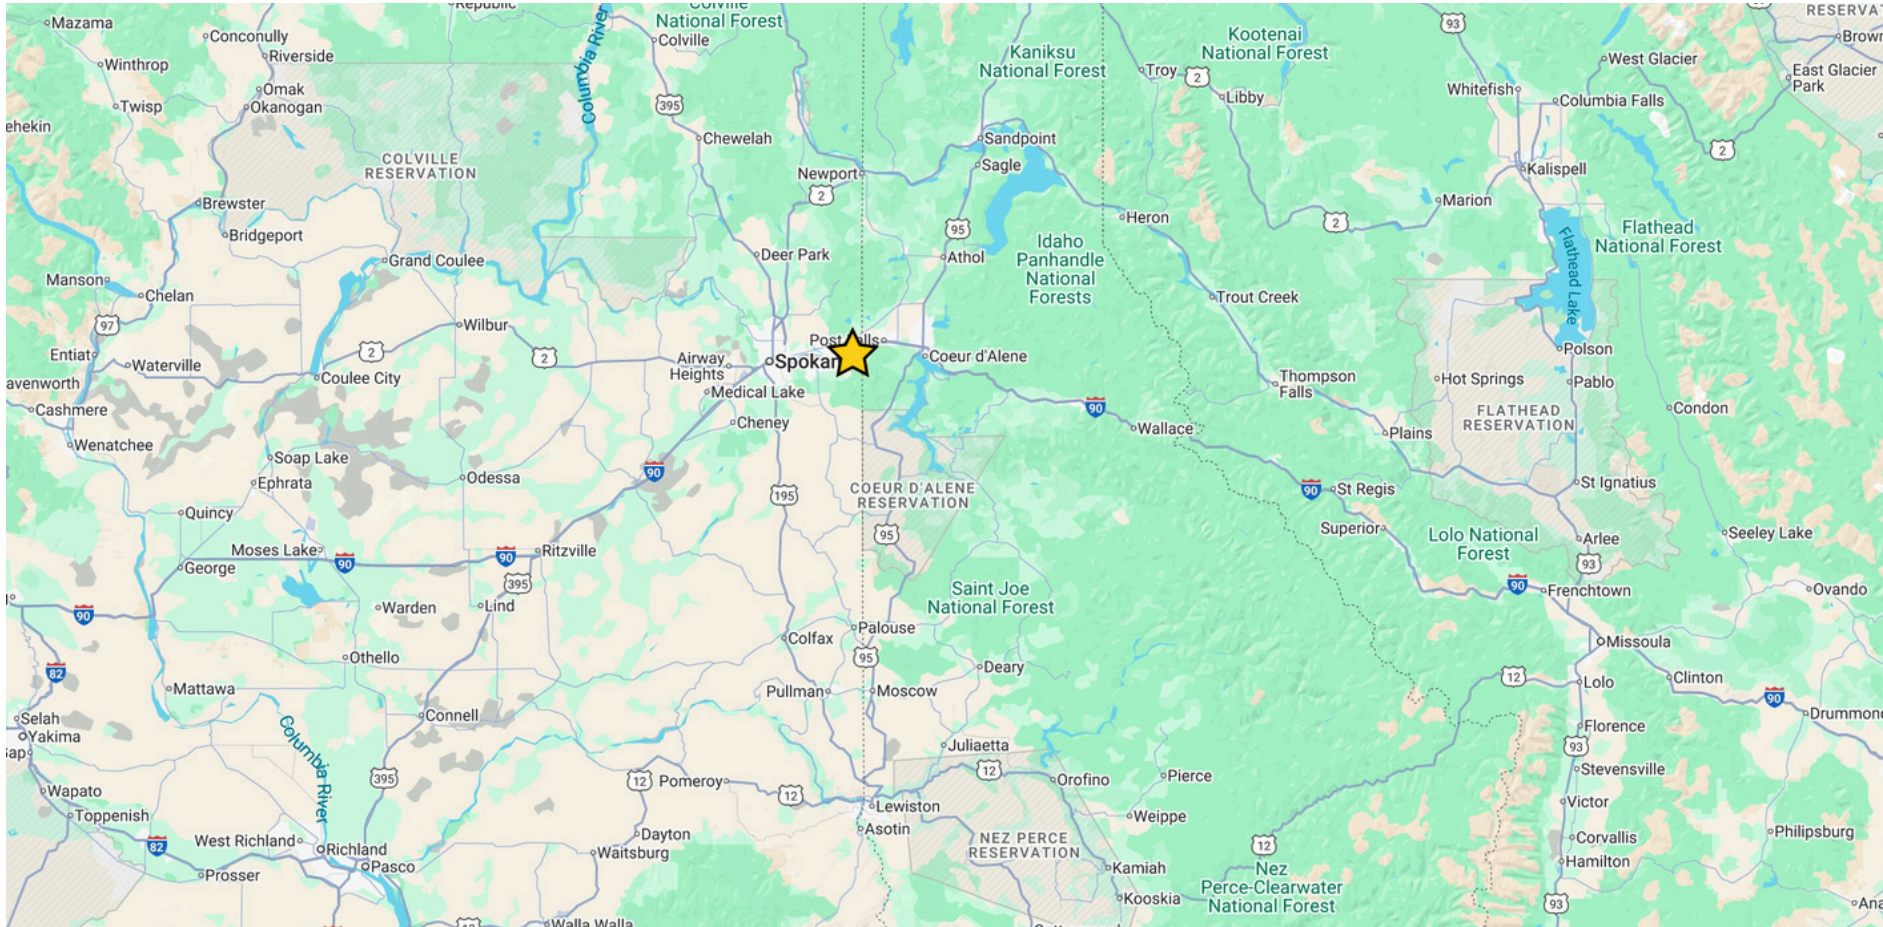 Republic
Colville
National Forest
Mazama
Conconully
Riverside
Winthrop
Omak
Okanogan
Twisp
ehekin
Columbia River
Colville
395
Chewelah
COLVILLE
RESERVATION
Kaniksu
National Forest
Kootenai
National Forest
93
RESERVA
Brown
West Glacier
East Glacier
Park
Troy
2
Libby
Whitefish
Columbia Falls
2
Sandpoint
Sagle
Newport
2
Kalispell
Brewster
Bridgeport
Marion
2
Heron
95
Flathead
National Forest
Flathead Lake
Idaho
Panhandle
National
Forests
Athol
Deer Park
Grand Coulee
Manson
Chelan
97
Trout Creek
Wilbur
2
2
Entiat
Waterville
avenworth
Coulee City
Cashmere
Wenatchee
Airway
Heights
Medical Lake
Cheney
Coeur d'Alene
Polson
Hot Springs
Pablo
Thompson
Falls
FLATHEAD
RESERVATION
Condon
90
Wallace
Plains
Soap Lake
Ephrata
Odessa
90
195
COEUR D'ALENE
RESERVATION
90
St Regis
St Ignatius
Quincy
Superior
Lolo National
Forest
Seeley Lake
Arlee
95
Moses Lake
George
90
90
Ritzville
395
93
90
Frenchtown
Ovando
Saint Joe
National Forest
90
Warden
Lind
Palouse
Colfax
Missoula
82
Othello
95
Deary
12
Lolo
Clinton
Mattawa
Pullman
Moscow
90
Drummond
Selah
Yakima
Connell
Florence
Columbia River
Juliaetta
93
395
12
Pomeroy
12
12
Orofino
Pierce
Stevensville
Wapato
Toppenish
Lewiston
Weippe
Victor
Asotin
Philipsburg
82
West Richland
Richland
Dayton
NEZ PERCE
RESERVATION
12
Corvallis
Hamilton
Waitsburg
Pasco
Prosser
Kamiah
Nez
Perce-Clearwater
National Forest
Kooskia
93
Ana
12
Walla Walla